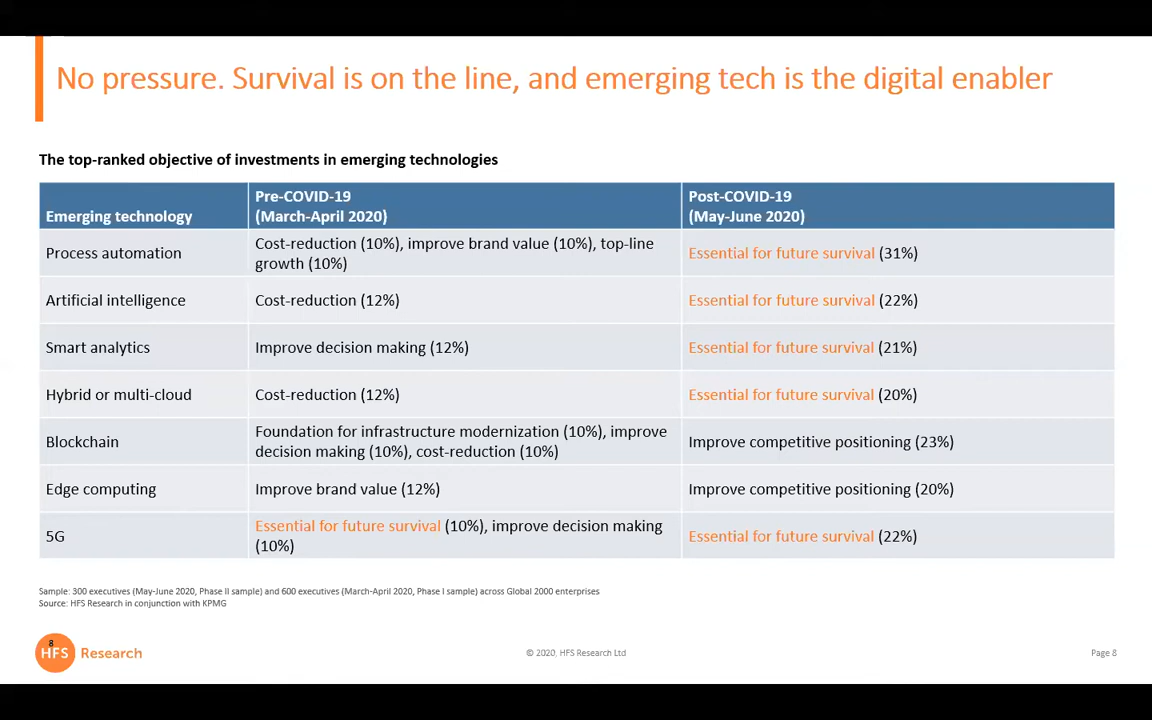 No pressure. Survival is on the line, and emerging tech is the digital enabler
The top-ranked objective of investments in emerging technologies
Emerging technology
Pre-COVID-19
(March-April 2020)
Post-COVID-19
(May-June 2020)
Process automation
Cost-reduction (10%), improve brand value (10%), top-line
growth (10%)
Essential for future survival (31%)
Artificial intelligence
Cost-reduction (12%)
Essential for future survival (22%)
Smart analytics
Improve decision making (12%)
Essential for future survival (21%)
Hybrid or multi-cloud
Cost-reduction (12%)
Essential for future survival (20%)
Blockchain
Foundation for infrastructure modernization (10%), improve
decision making (10%), cost-reduction (10%)
Improve competitive positioning (23%)
Edge computing
Improve brand value (12%)
Improve competitive positioning (20%)
5G
Essential for future survival (10%), improve decision making
(10%)
Essential for future survival (22%)
Sample: 300 executives (May-June 2020, Phase II sample) and 600 executives (March-April 2020, Phase I sample) across Global 2000 enterprises
Source: HFS Research in conjunction with KPMG
8
HFS Research
© 2020, HFS Research Ltd
Page 8